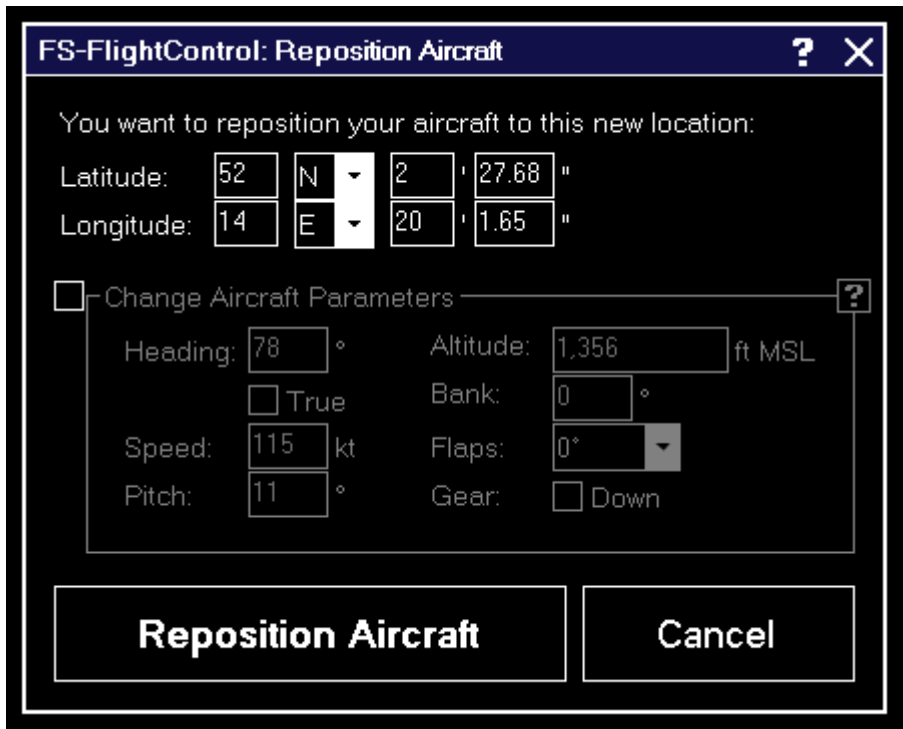 FS-FlightControl: Reposition Aircraft ? X
You want to reposition your aircraft to this new location:
Latitude: 52 N 2 ' 27.68 "
Longitude: 14 E 20 ' 1.65 "
Change Aircraft Parameters ?
Heading: 78 ° Altitude: 1,356 ft MSL
True Bank: 0 °
Speed: 115 kt Flaps: 0°
Pitch: 11 ° Gear: Down
Reposition Aircraft Cancel